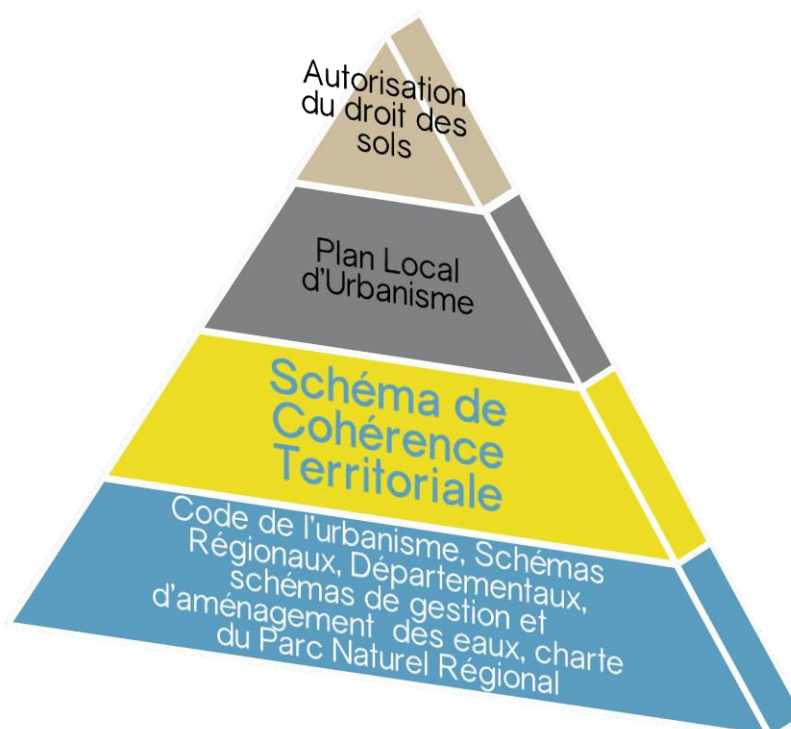 Autorisation
du droit des
sols
Plan Local
d'Urbanisme
Schéma de
Cohérence
Territoriale
Code de l'urbanisme, Schémas
Régionaux, Départementaux,
schémas de gestion et
d'aménagement des eaux, charte
du Parc Naturel Régional